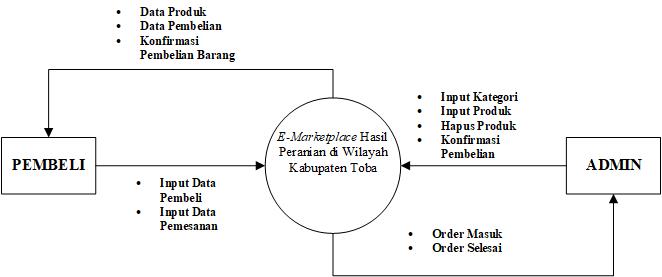 Data Produk
Data Pembelian
Konfirmasi
Pembelian Barang
Input Kategori
Input Produk
Hapus Produk
Konfirmasi
Pembelian
E-Marketplace Hasil
Peranian di Wilayah
Kabupaten Toba
PEMBELI
ADMIN
Input Data
Pembeli
Input Data
Pemesanan
Order Masuk
Order Selesai